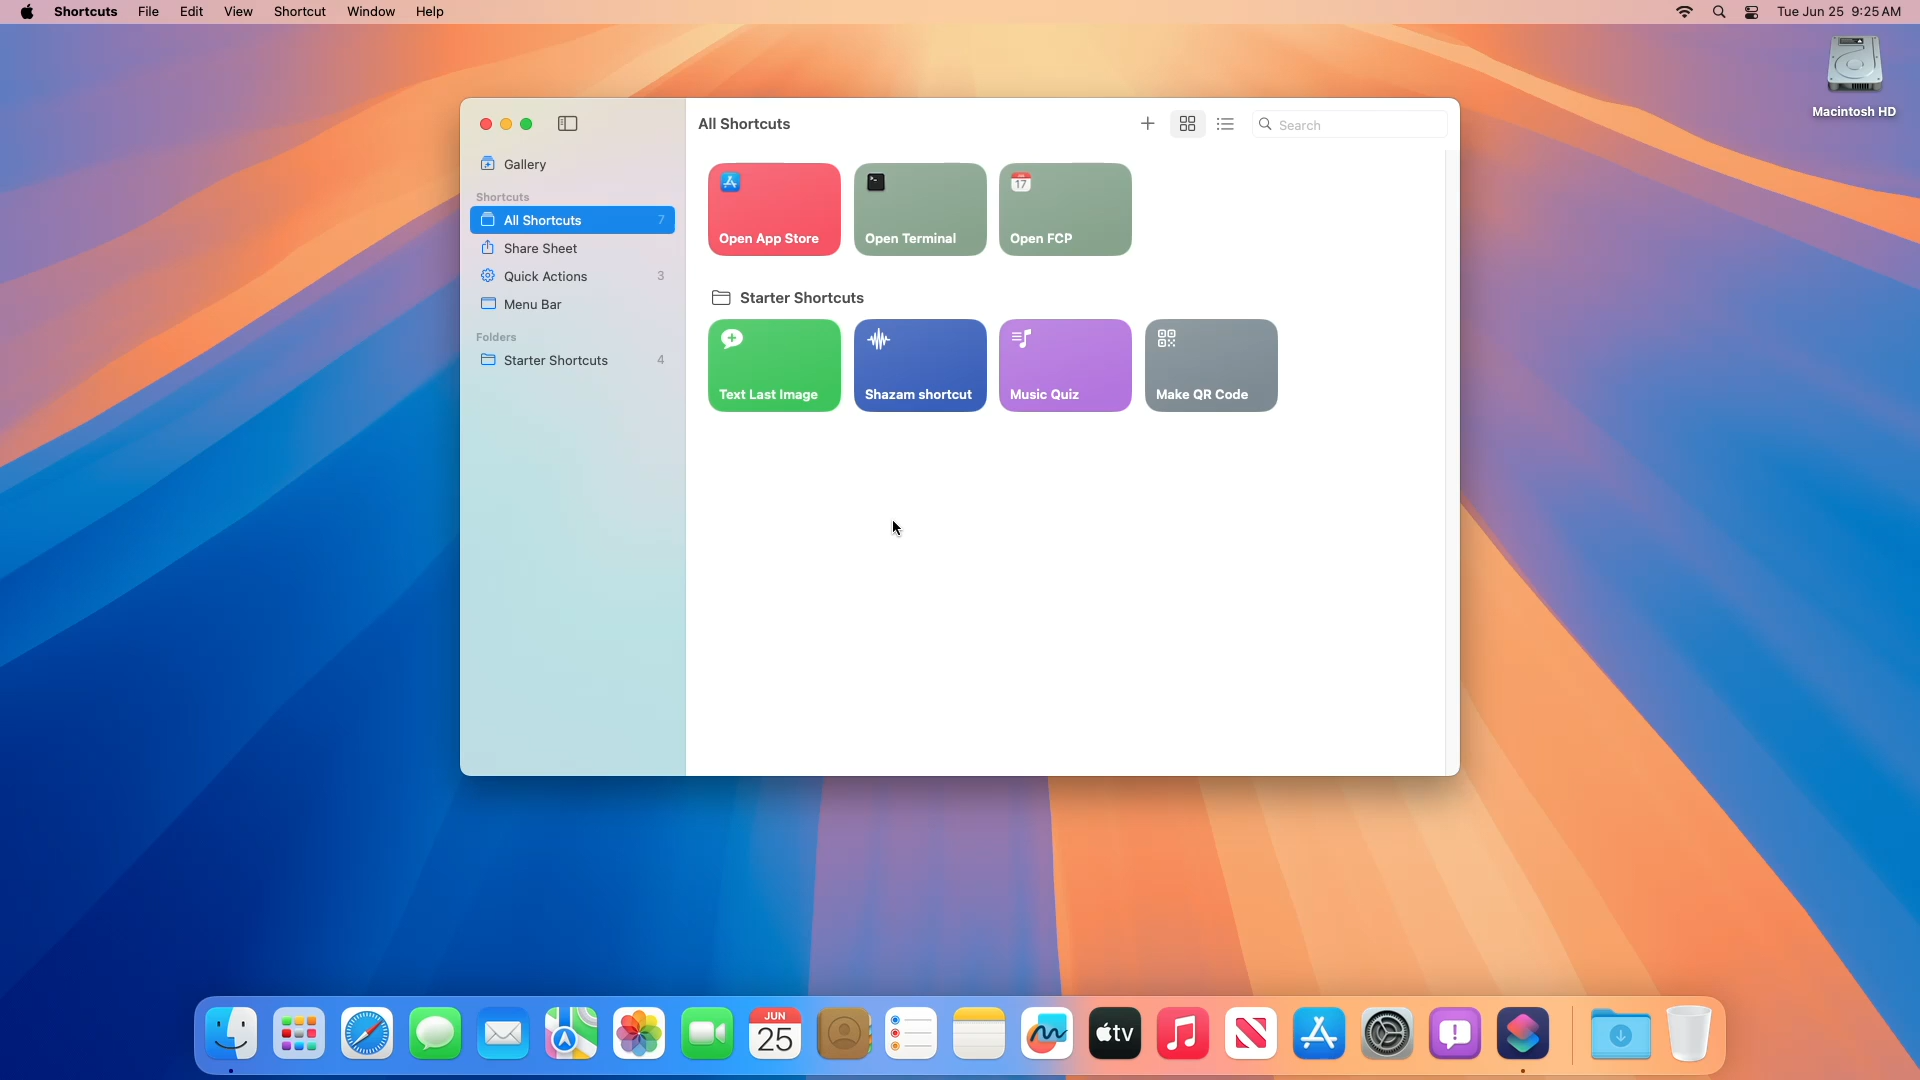 Shortcuts File Edit View Shortcut Window Help Tue Jun 25 9:25 AM
Macintosh HD
All Shortcuts
Search
Gallery
Shortcuts
All Shortcuts 7
Share Sheet
Quick Actions 3
Menu Bar
Folders
Starter Shortcuts 4
17
Open App Store
Open Terminal
Open FCP
Starter Shortcuts
Text Last Image
Shazam shortcut
Music Quiz
Make QR Code
JUN
25
tv